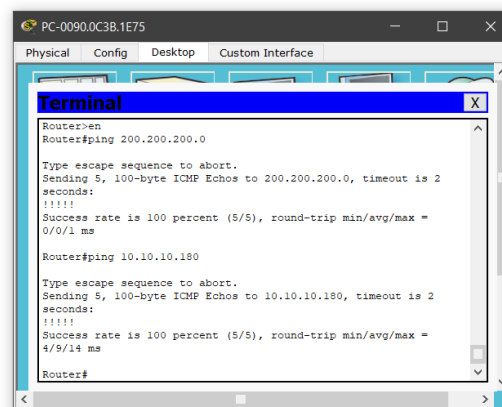 PC-0090.0C3B.1E75
Physical Config Desktop Custom Interface
Terminal X
Router>en
Router#ping 200.200.200.0
Type escape sequence to abort.
Sending 5, 100-byte ICMP Echos to 200.200.200.0, timeout is 2
seconds:
!!!!!
Success rate is 100 percent (5/5), round-trip min/avg/max =
0/0/1 ms
Router#ping 10.10.10.180
Type escape sequence to abort.
Sending 5, 100-byte ICMP Echos to 10.10.10.180, timeout is 2
seconds:
!!!!!
Success rate is 100 percent (5/5), round-trip min/avg/max =
4/9/14 ms
Router#